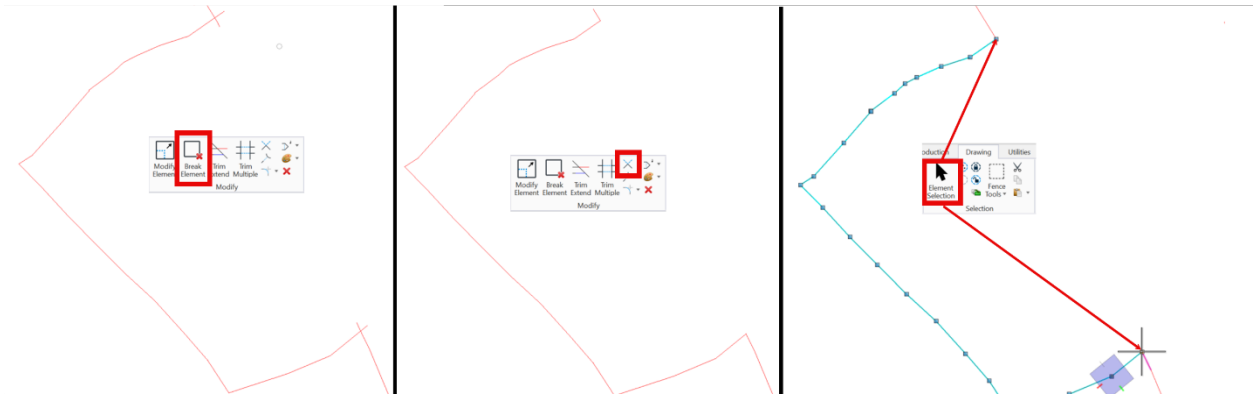 Modify Break Trim Trim
Element Element Extend Multiple
Modify
Modify Break Trim Trim
Element Element Extend Multiple
Modify
oduction Drawing Utilities
Element Fence
Selection Tools
Selection